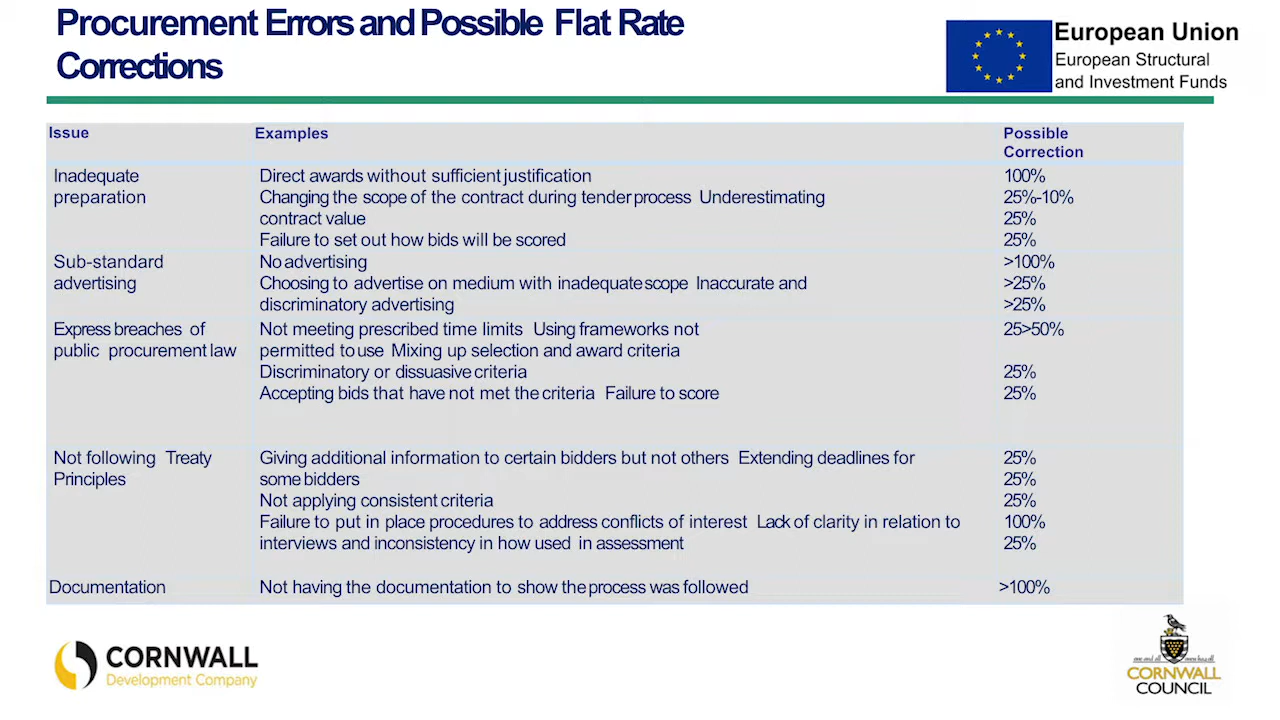 Procurement Errors and Possible Flat Rate
Corrections
European Union
European Structural
and Investment Funds
Issue Examples Possible
Correction
Inadequate Direct awards without sufficient justification 100%
preparation Changing the scope of the contract during tender process Underestimating 25%-10%
contract value 25%
Failure to set out how bids will be scored 25%
Sub-standard No advertising >100%
advertising Choosing to advertise on medium with inadequate scope Inaccurate and >25%
discriminatory advertising >25%
Express breaches of Not meeting prescribed time limits Using frameworks not 25>50%
public procurement law permitted to use Mixing up selection and award criteria
Discriminatory or dissuasive criteria 25%
Accepting bids that have not met the criteria Failure to score 25%
Not following Treaty Giving additional information to certain bidders but not others Extending deadlines for 25%
Principles some bidders 25%
Not applying consistent criteria 25%
Failure to put in place procedures to address conflicts of interest Lack of clarity in relation to 100%
interviews and inconsistency in how used in assessment 25%
Documentation Not having the documentation to show the process was followed >100%
CORNWALL
Development Company
one and all
CORNWALL
COUNCIL